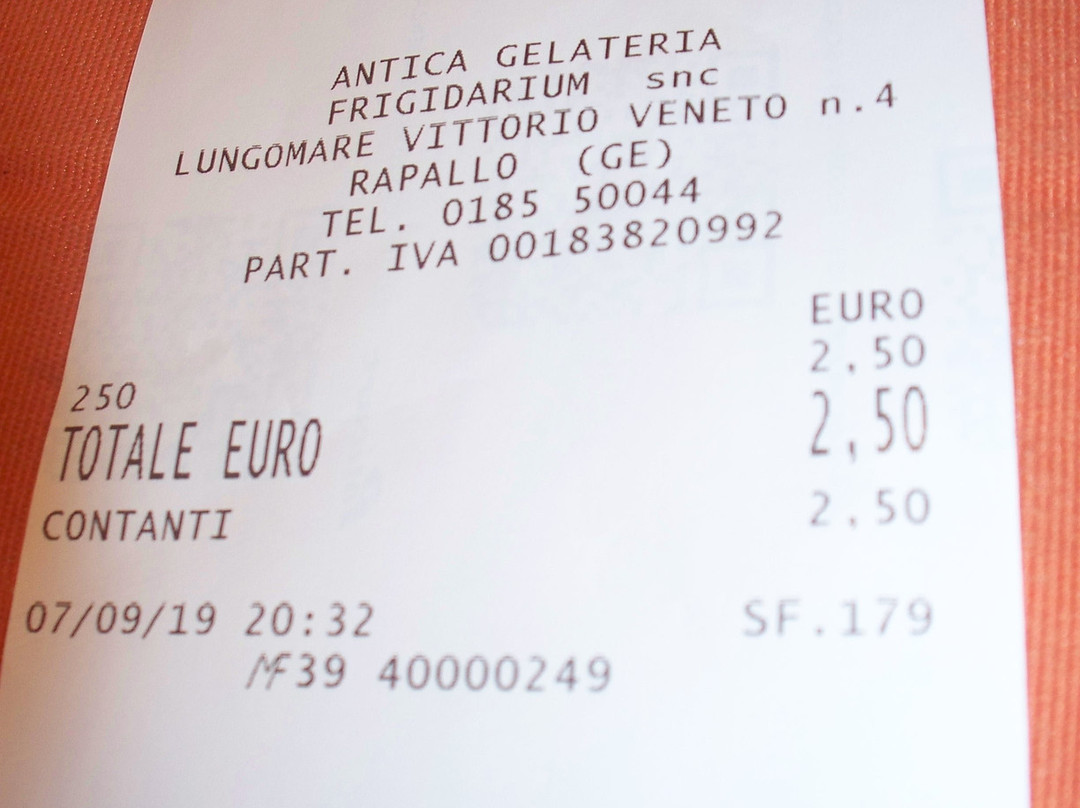 ANTICA GELATERIA
FRIGIDARIUM snc
LUNGOMARE VITTORIO VENETO n.4
RAPALLO (GE)
TEL. 0185 50044
PART. IVA 00183820992
EURO
250 2,50
TOTALE EURO 2,50
CONTANTI 2,50
07/09/19 20:32 SF.179
MF39 40000249